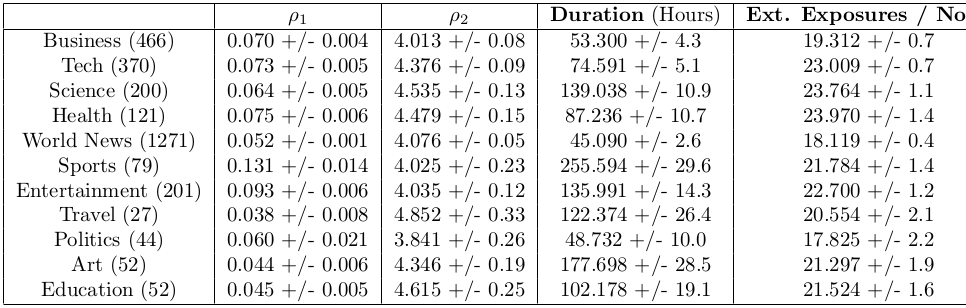 ρ1 ρ2 Duration (Hours) Ext. Exposures / No
Business (466) 0.070 +/- 0.004 4.013 +/- 0.08 53.300 +/- 4.3 19.312 +/- 0.7
Tech (370) 0.073 +/- 0.005 4.376 +/- 0.09 74.591 +/- 5.1 23.009 +/- 0.7
Science (200) 0.064 +/- 0.005 4.535 +/- 0.13 139.038 +/- 10.9 23.764 +/- 1.1
Health (121) 0.075 +/- 0.006 4.479 +/- 0.15 87.236 +/- 10.7 23.970 +/- 1.4
World News (1271) 0.052 +/- 0.001 4.076 +/- 0.05 45.090 +/- 2.6 18.119 +/- 0.4
Sports (79) 0.131 +/- 0.014 4.025 +/- 0.23 255.594 +/- 29.6 21.784 +/- 1.4
Entertainment (201) 0.093 +/- 0.006 4.035 +/- 0.12 135.991 +/- 14.3 22.700 +/- 1.2
Travel (27) 0.038 +/- 0.008 4.852 +/- 0.33 122.374 +/- 26.4 20.554 +/- 2.1
Politics (44) 0.060 +/- 0.021 3.841 +/- 0.26 48.732 +/- 10.0 17.825 +/- 2.2
Art (52) 0.044 +/- 0.006 4.346 +/- 0.19 177.698 +/- 28.5 21.297 +/- 1.9
Education (52) 0.045 +/- 0.005 4.615 +/- 0.25 102.178 +/- 19.1 21.524 +/- 1.6